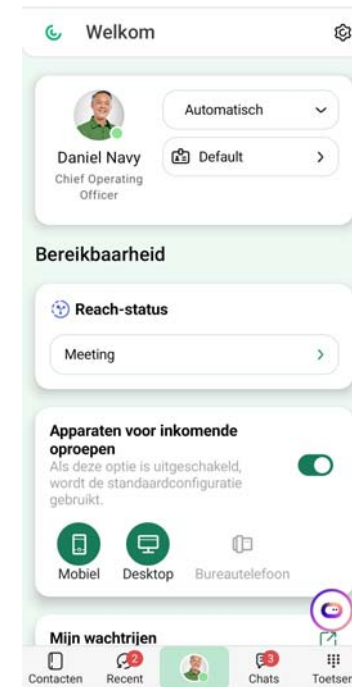 Welkom
Automatisch
Default
Daniel Navy
Chief Operating
Officer
Bereikbaarheid
Reach-status
Meeting
Apparaten voor inkomende
oproepen
Als deze optie is uitgeschakeld,
wordt de standaardconfiguratie
gebruikt.
Mobiel
Desktop
Bureautelefoon
Mijn wachtrijen
2
3
Contacten
Recent
Chats
Toetsen